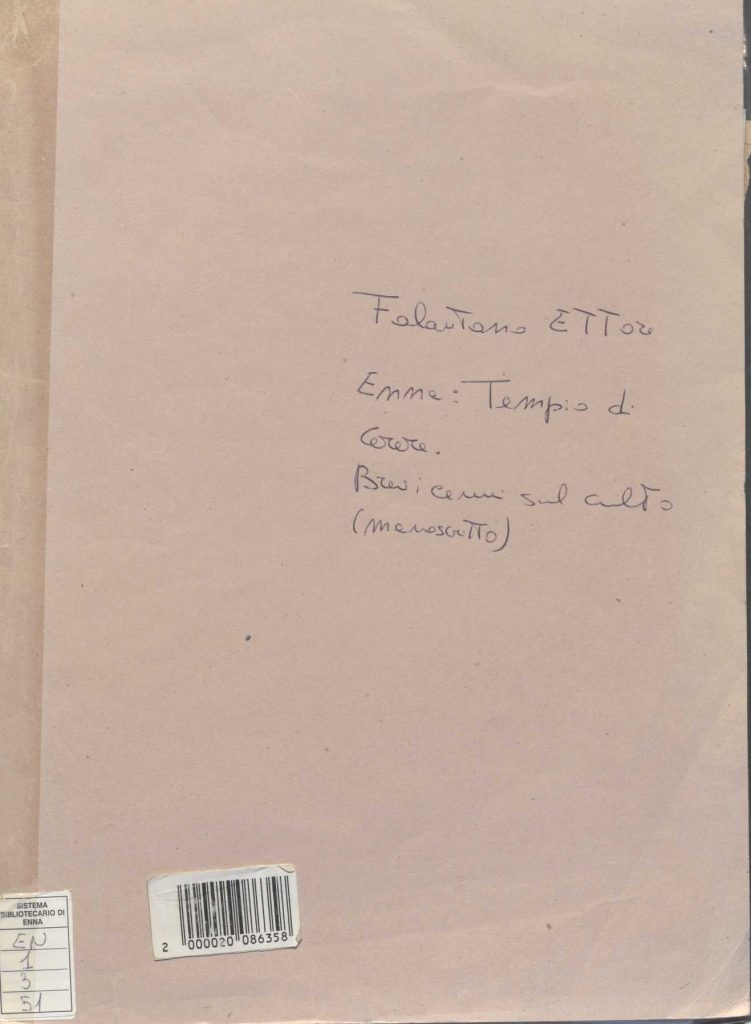 Falautano ETTore
Enna: Tempio di
Cerere.
Brevi cenni sul culto
(manoscritto)
2 000020 086358
SISTEMA
BIBLIOTECARIO DI
ENNA
EN
1
3
51